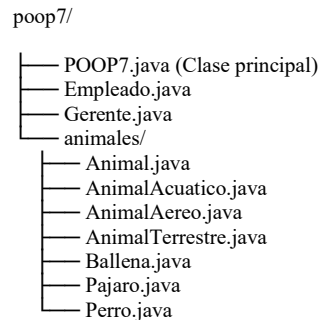 poop7/
├── POOP7.java (Clase principal)
├── Empleado.java
├── Gerente.java
└── animales/
├── Animal.java
├── AnimalAcuatico.java
├── AnimalAereo.java
├── AnimalTerrestre.java
├── Ballena.java
├── Pajaro.java
└── Perro.java